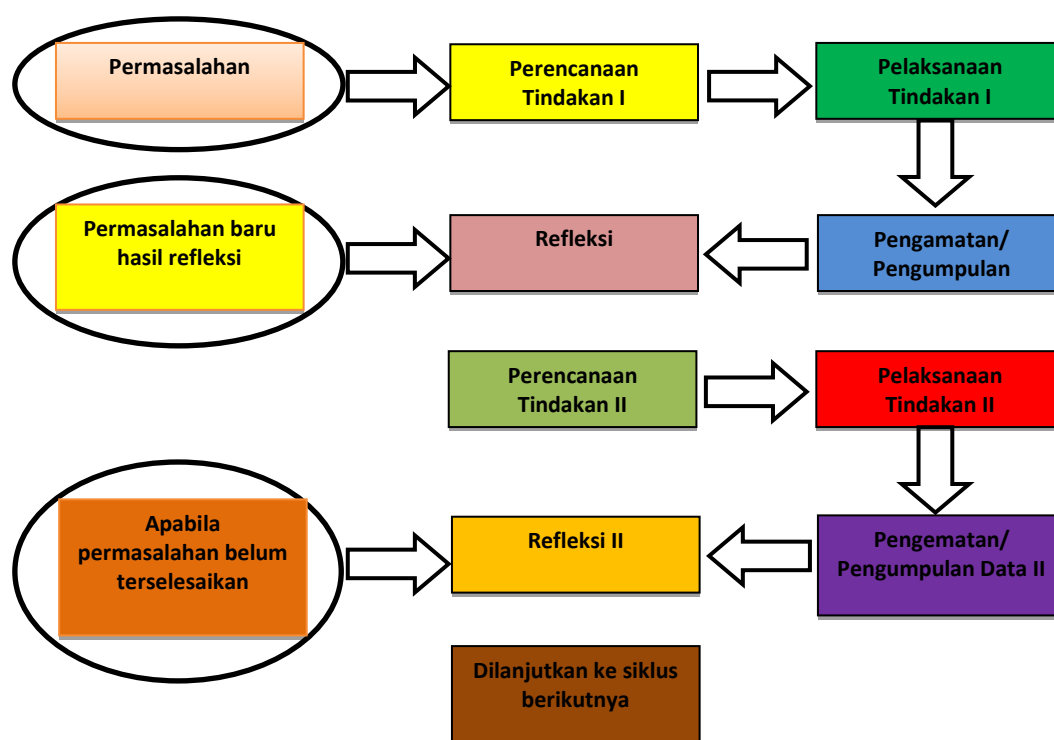 Permasalahan
Perencanaan
Tindakan I
Pelaksanaan
Tindakan I
Permasalahan baru
hasil refleksi
Refleksi
Pengamatan/
Pengumpulan
Perencanaan
Tindakan II
Pelaksanaan
Tindakan II
Apabila
permasalahan belum
terselesaikan
Refleksi II
Pengematan/
Pengumpulan Data II
Dilanjutkan ke siklus
berikutnya